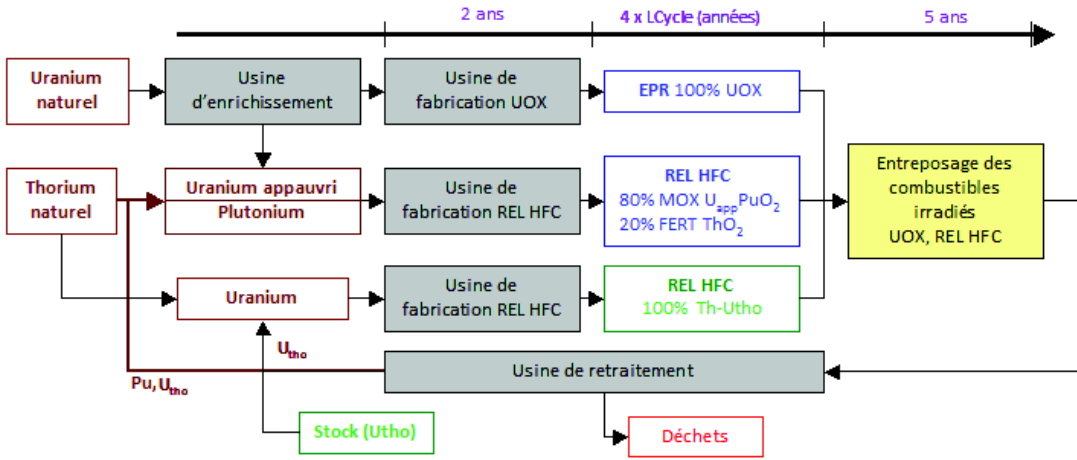 2 ans
4 x LCycle (années)
5 ans
Uranium
naturel
Usine
d'enrichissement
Usine de
fabrication UOX
EPR 100% UOX
Thorium
naturel
Uranium appauvri
Plutonium
Usine de
fabrication REL HFC
REL HFC
80% MOX UappPuO2
20% FERT ThO2
Entreposage des
combustibles
irradiés
UOX, REL HFC
Uranium
Usine de
fabrication REL HFC
REL HFC
100% Th-Utho
Utho
Pu, Utho
Usine de retraitement
Stock (Utho)
Déchets